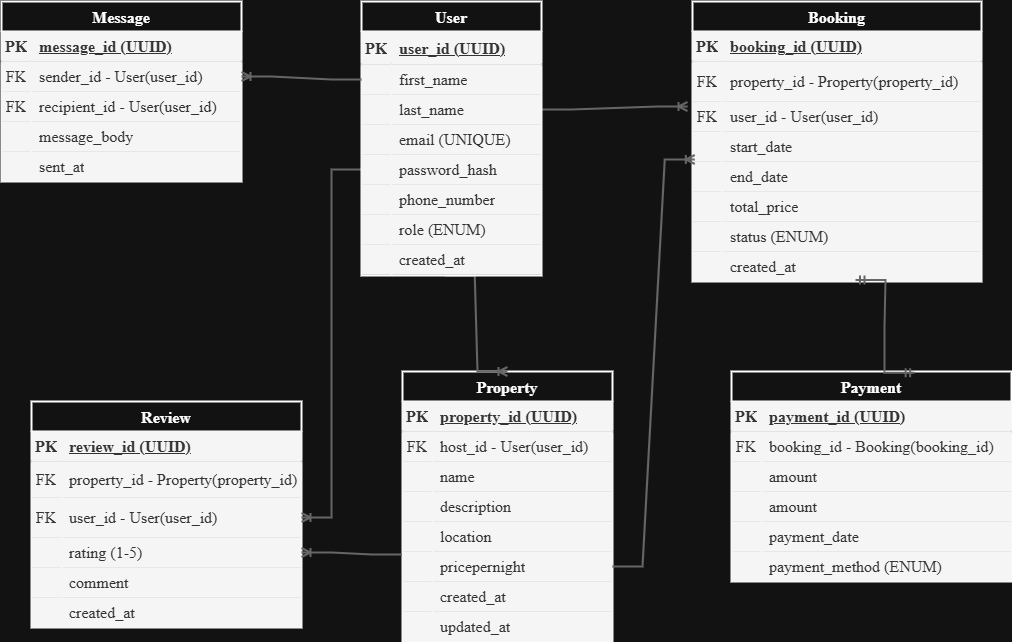 Message
PK message_id (UUID)
FK sender_id - User(user_id)
FK recipient_id - User(user_id)
message_body
sent_at
User
PK user_id (UUID)
first_name
last_name
email (UNIQUE)
password_hash
phone_number
role (ENUM)
created_at
Booking
PK booking_id (UUID)
FK property_id - Property(property_id)
FK user_id - User(user_id)
start_date
end_date
total_price
status (ENUM)
created_at
Review
PK review_id (UUID)
FK property_id - Property(property_id)
FK user_id - User(user_id)
rating (1-5)
comment
created_at
Property
PK property_id (UUID)
FK host_id - User(user_id)
name
description
location
pricepernight
created_at
updated_at
Payment
PK payment_id (UUID)
FK booking_id - Booking(booking_id)
amount
amount
payment_date
payment_method (ENUM)